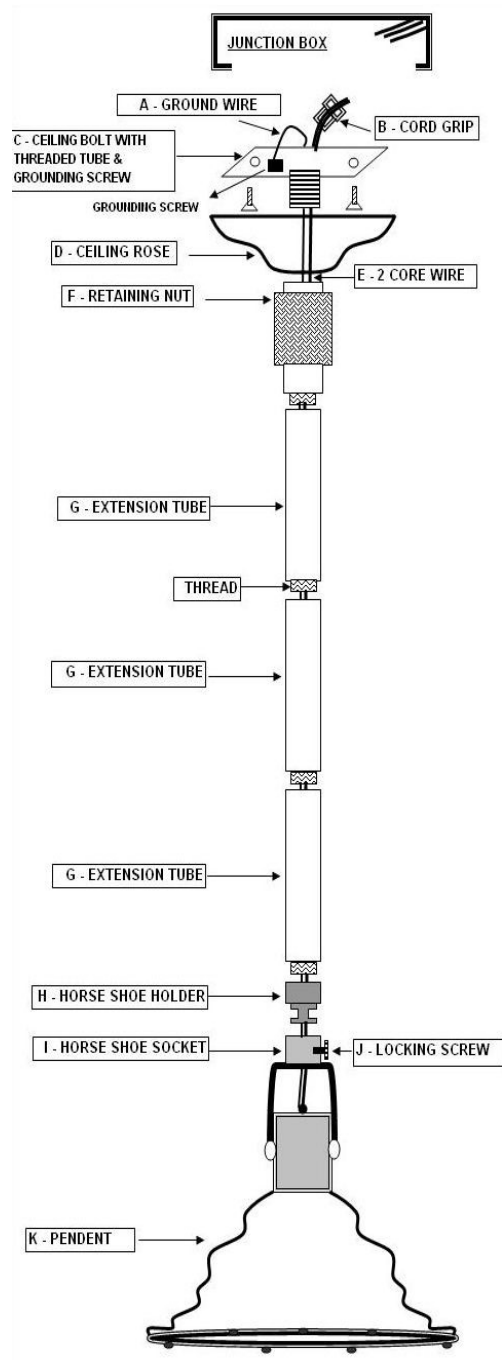 JUNCTION BOX
A - GROUND WIRE
B - CORD GRIP
C - CEILING BOLT WITH
THREADED TUBE &
GROUNDING SCREW
GROUNDING SCREW
D - CEILING ROSE
E - 2 CORE WIRE
F - RETAINING NUT
G - EXTENSION TUBE
THREAD
G - EXTENSION TUBE
G - EXTENSION TUBE
H - HORSE SHOE HOLDER
I - HORSE SHOE SOCKET
J - LOCKING SCREW
K - PENDENT